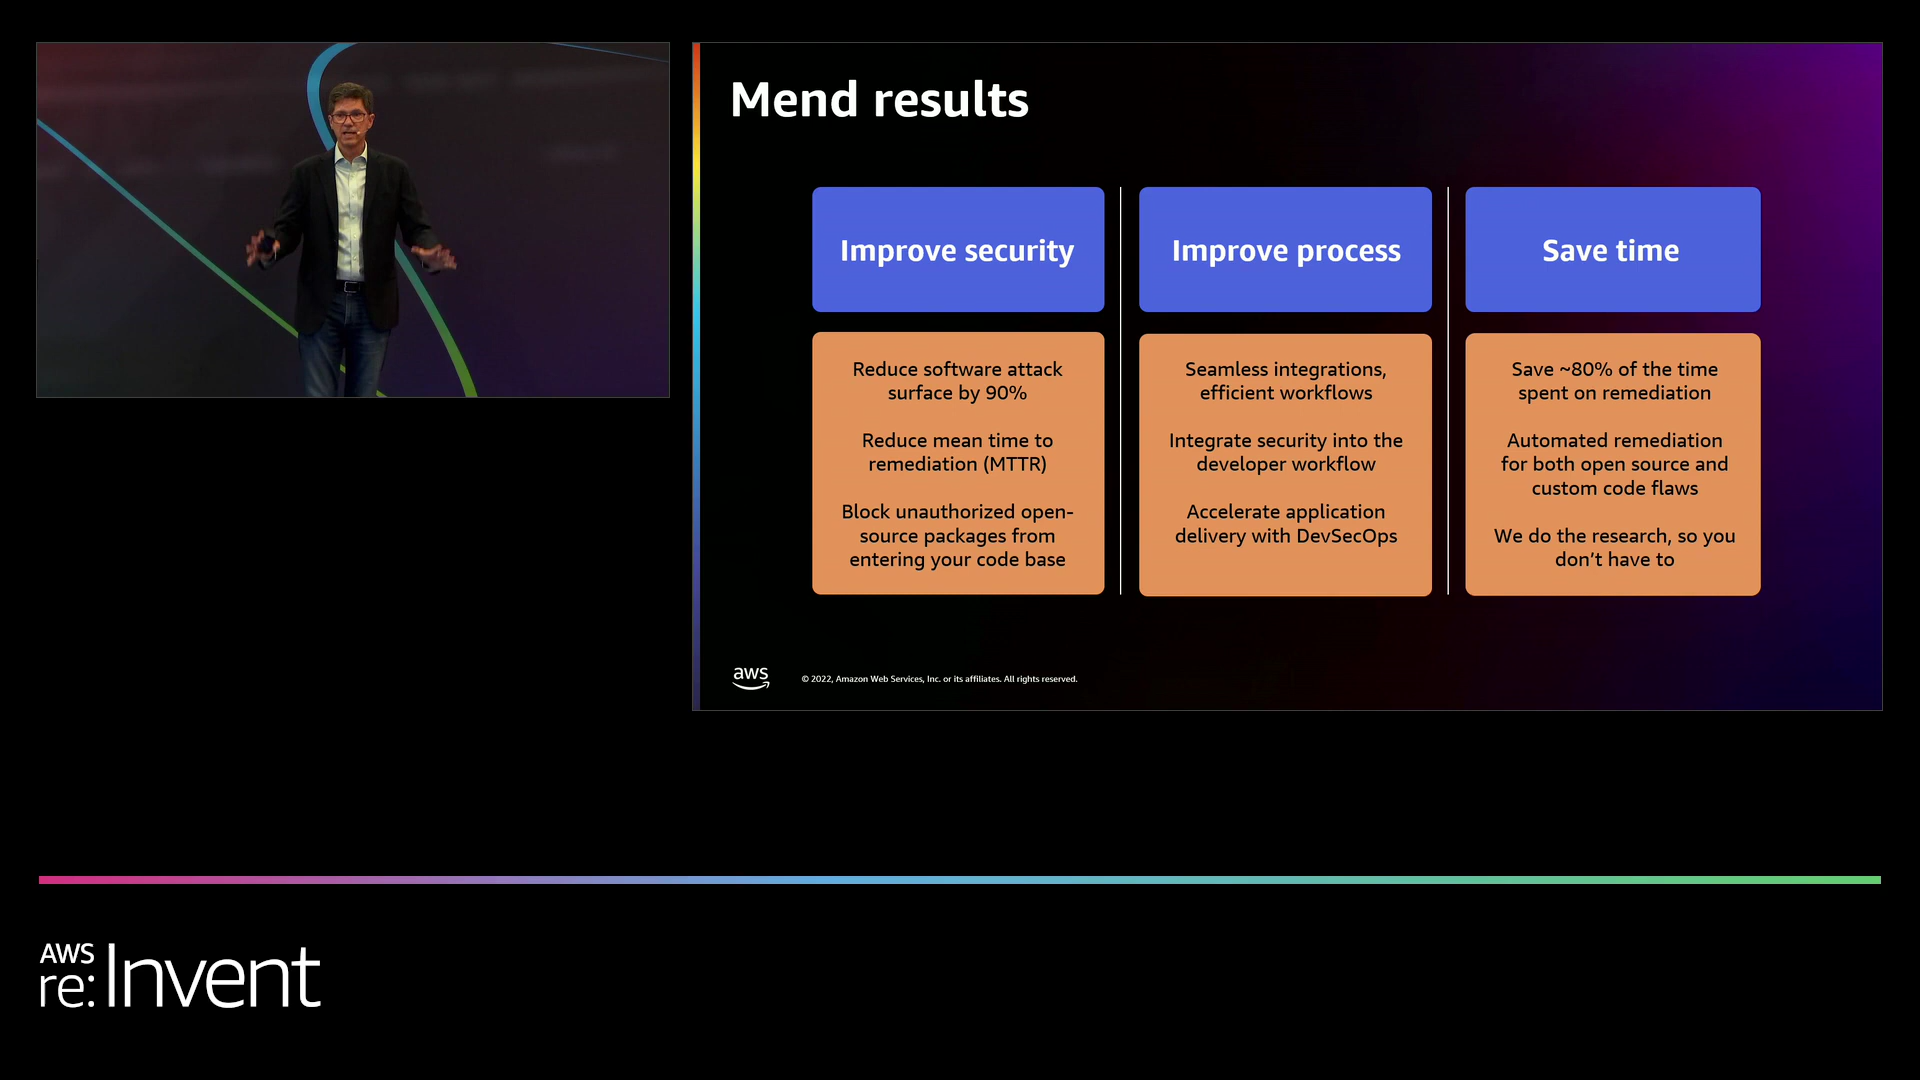 Mend results
Improve security
Reduce software attack
surface by 90%
Reduce mean time to
remediation (MTTR)
Block unauthorized open-
source packages from
entering your code base
Improve process
Seamless integrations,
efficient workflows
Integrate security into the
developer workflow
Accelerate application
delivery with DevSecOps
Save time
Save ~80% of the time
spent on remediation
Automated remediation
for both open source and
custom code flaws
We do the research, so you
don’t have to
aws
© 2022, Amazon Web Services, Inc. or its affiliates. All rights reserved.
AWS
re:Invent